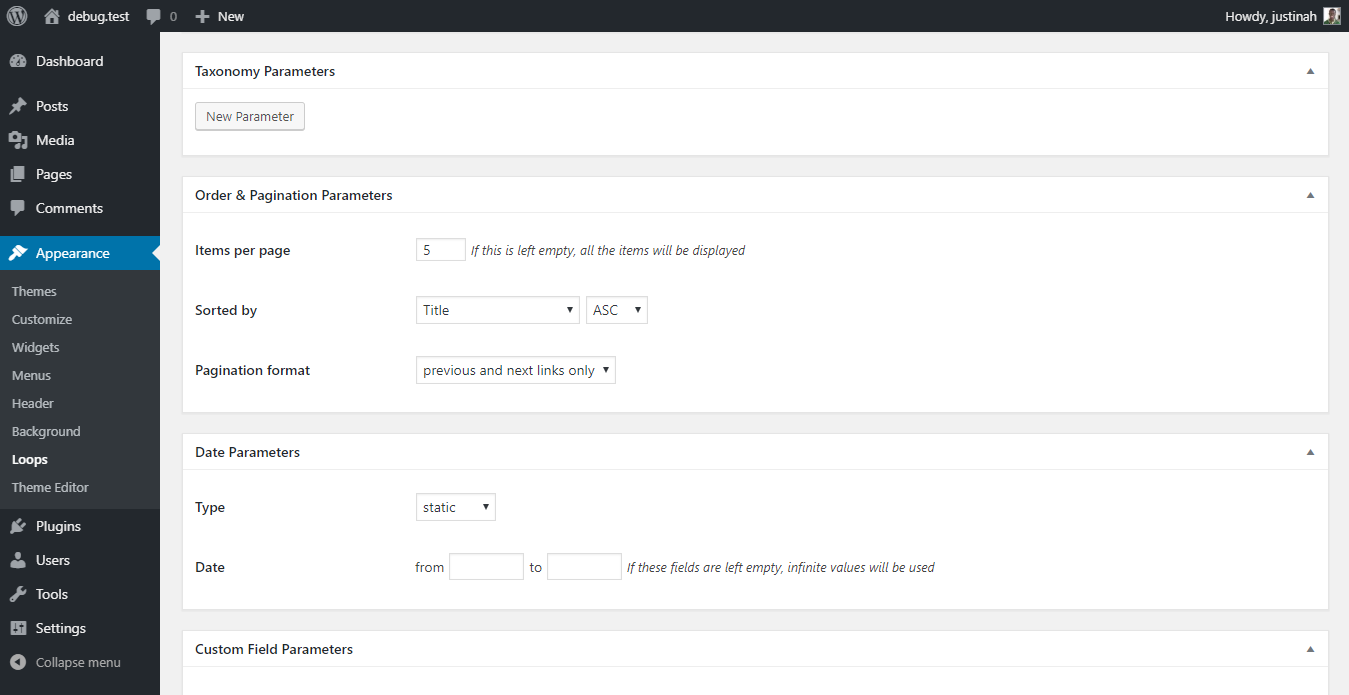 debug.test 0 New Howdy, justinah
Dashboard
Posts
Media
Pages
Comments
Appearance
Themes
Customize
Widgets
Menus
Header
Background
Loops
Theme Editor
Plugins
Users
Tools
Settings
Collapse menu
Taxonomy Parameters
New Parameter
Order & Pagination Parameters
Items per page 5 If this is left empty, all the items will be displayed
Sorted by Title ASC
Pagination format previous and next links only
Date Parameters
Type static
Date from to If these fields are left empty, infinite values will be used
Custom Field Parameters